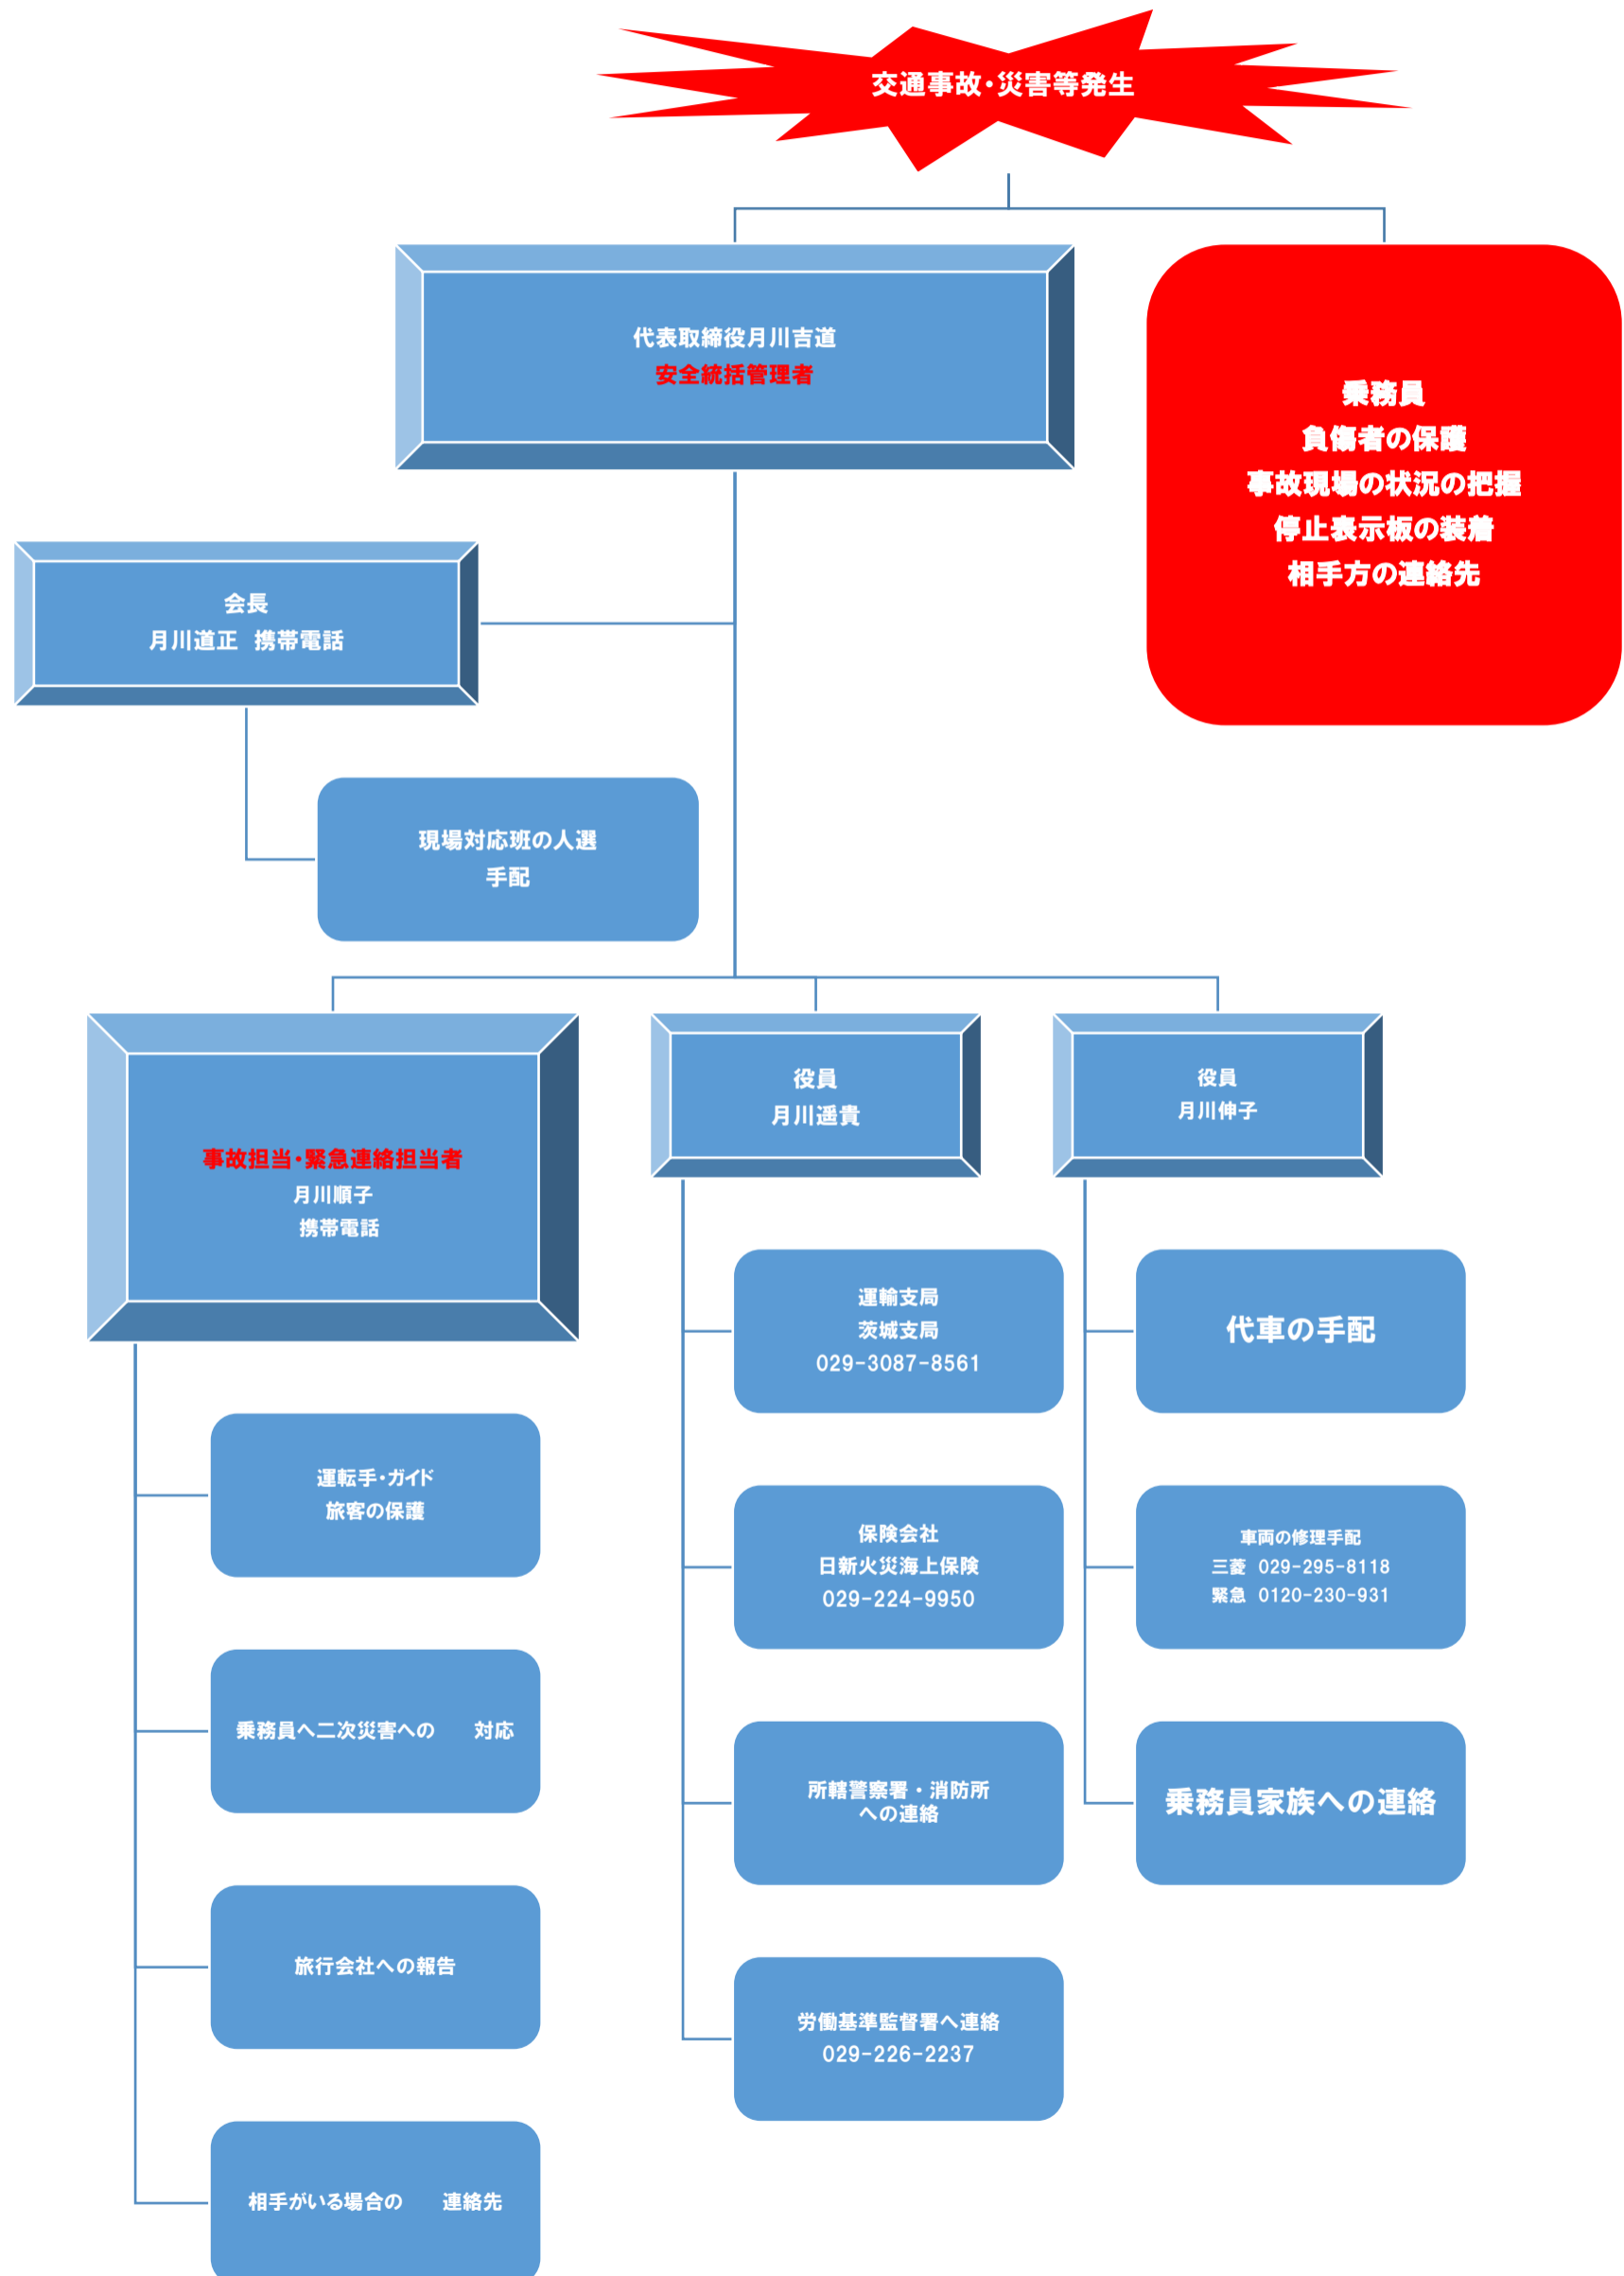 交通事故・災害等発生
代表取締役月川吉道
安全統括管理者
乗務員
負傷者の保護
事故現場の状況の把握
停止表示板の装着
相手方の連絡先
会長
月川道正　携帯電話
現場対応班の人選
手配
事故担当・緊急連絡担当者
月川順子
携帯電話
役員
月川遥貴
役員
月川伸子
運転手・ガイド
旅客の保護
乗務員へ二次災害への　　対応
旅行会社への報告
相手がいる場合の　　連絡先
運輸支局
茨城支局
029-3087-8561
保険会社
日新火災海上保険
029-224-9950
所轄警察署・消防所
への連絡
労働基準監督署へ連絡
029-226-2237
代車の手配
車両の修理手配
三菱　029-295-8118
緊急　0120-230-931
乗務員家族への連絡